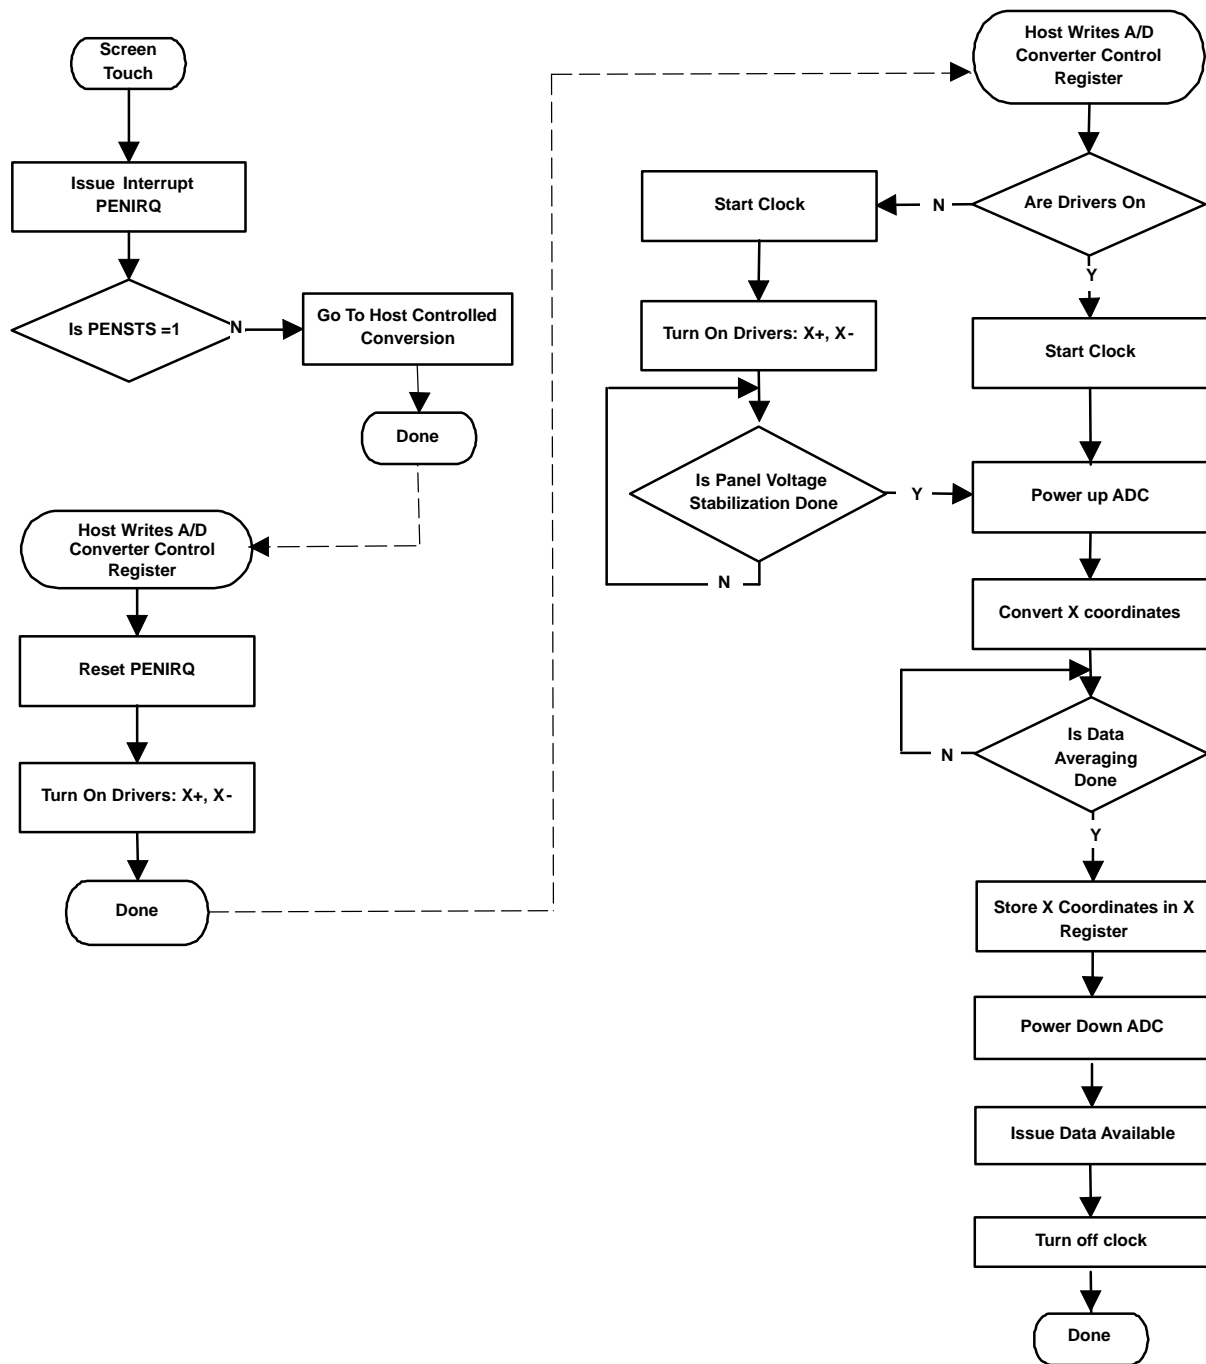 Screen
Touch
Issue Interrupt
PENIRQ
Is PENSTS =1
N
Go To Host Controlled
Conversion
Done
Host Writes A/D
Converter Control
Register
Reset PENIRQ
Turn On Drivers: X+, X-
Done
Host Writes A/D
Converter Control
Register
Are Drivers On
N
Y
Start Clock
Turn On Drivers: X+, X-
Is Panel Voltage
Stabilization Done
N
Y
Start Clock
Power up ADC
Convert X coordinates
Is Data
Averaging
Done
N
Y
Store X Coordinates in X
Register
Power Down ADC
Issue Data Available
Turn off clock
Done